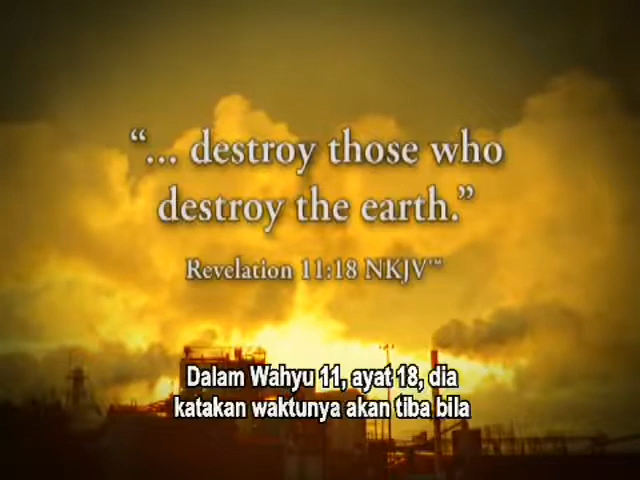 “... destroy those who
destroy the earth.”
Revelation 11:18 NKJV™
Dalam Wahyu 11, ayat 18, dia
katakan waktunya akan tiba bila